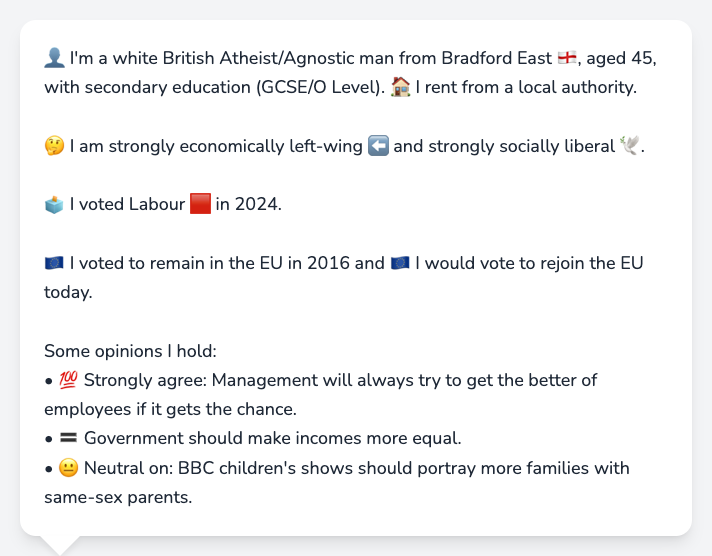 👤 I'm a white British Atheist/Agnostic man from Bradford East 🏴󠁧󠁢󠁥󠁮󠁧󠁿, aged 45,
with secondary education (GCSE/O Level). 🏠 I rent from a local authority.
🤔 I am strongly economically left-wing ⬅️ and strongly socially liberal 🕊️.
🗳️ I voted Labour 🟥 in 2024.
🇪🇺 I voted to remain in the EU in 2016 and 🇪🇺 I would vote to rejoin the EU
today.
Some opinions I hold:
• 💯 Strongly agree: Management will always try to get the better of
employees if it gets the chance.
• 🟰 Government should make incomes more equal.
• 😐 Neutral on: BBC children's shows should portray more families with
same-sex parents.